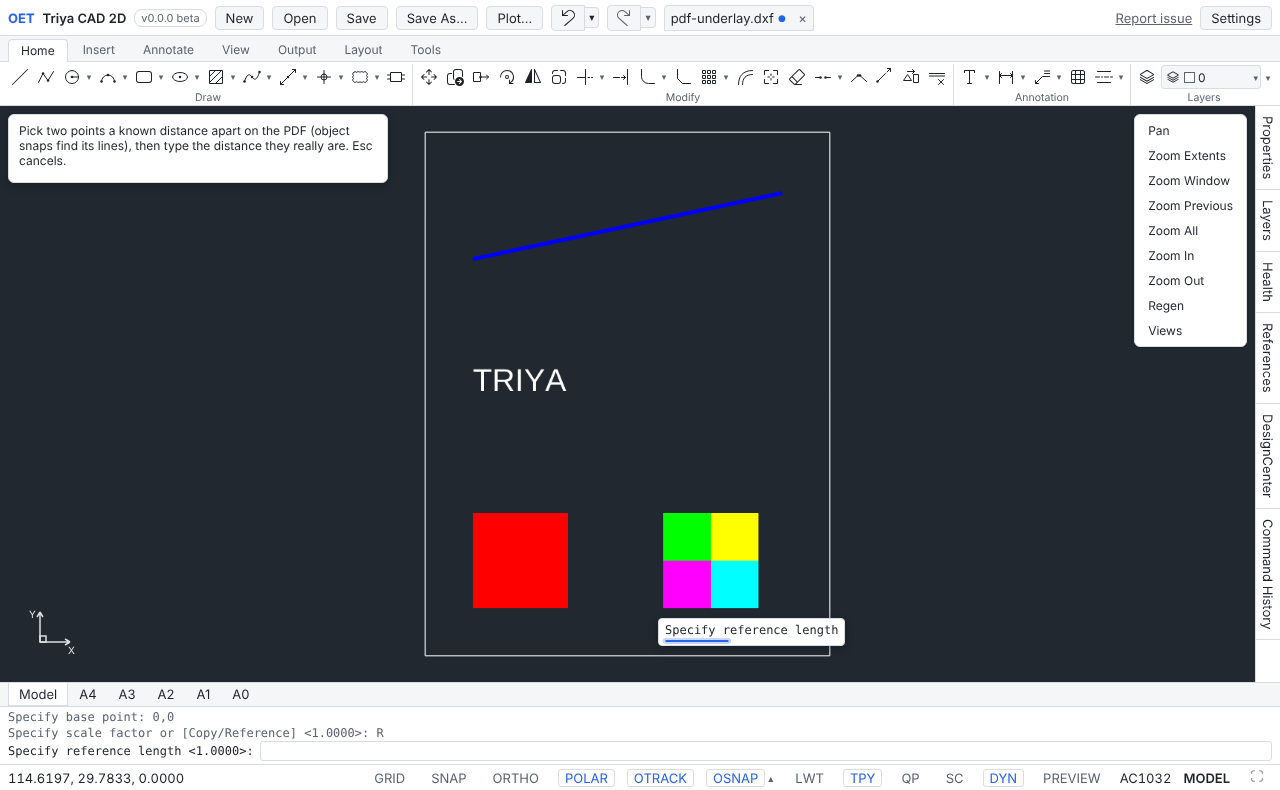 OET Triya CAD 2D v0.0.0 beta New Open Save Save As... Plot... pdf-underlay.dxf × Report issue Settings
Home Insert Annotate View Output Layout Tools
0
Draw Modify Annotation Layers
Pick two points a known distance apart on the PDF (object
snaps find its lines), then type the distance they really are. Esc
cancels.
Pan
Zoom Extents
Zoom Window
Zoom Previous
Zoom All
Zoom In
Zoom Out
Regen
Views
Properties
Layers
Health
References
DesignCenter
Command History
TRIYA
Specify reference length
Y
X
Model A4 A3 A2 A1 A0
Specify base point: 0,0
Specify scale factor or [Copy/Reference] <1.0000>: R
Specify reference length <1.0000>:
114.6197, 29.7833, 0.0000 GRID SNAP ORTHO POLAR OTRACK OSNAP LWT TPY QP SC DYN PREVIEW AC1032 MODEL